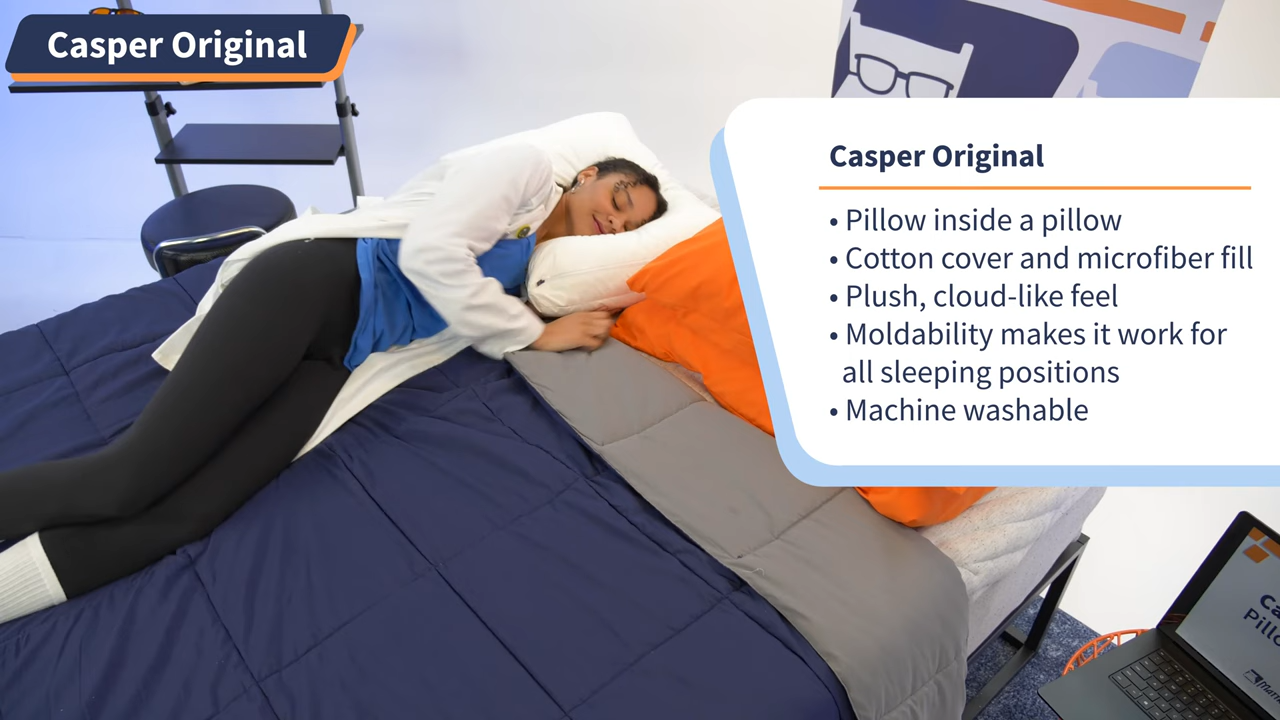 Casper Original
Casper Original
• Pillow inside a pillow
• Cotton cover and microfiber fill
• Plush, cloud-like feel
• Moldability makes it work for
all sleeping positions
• Machine washable